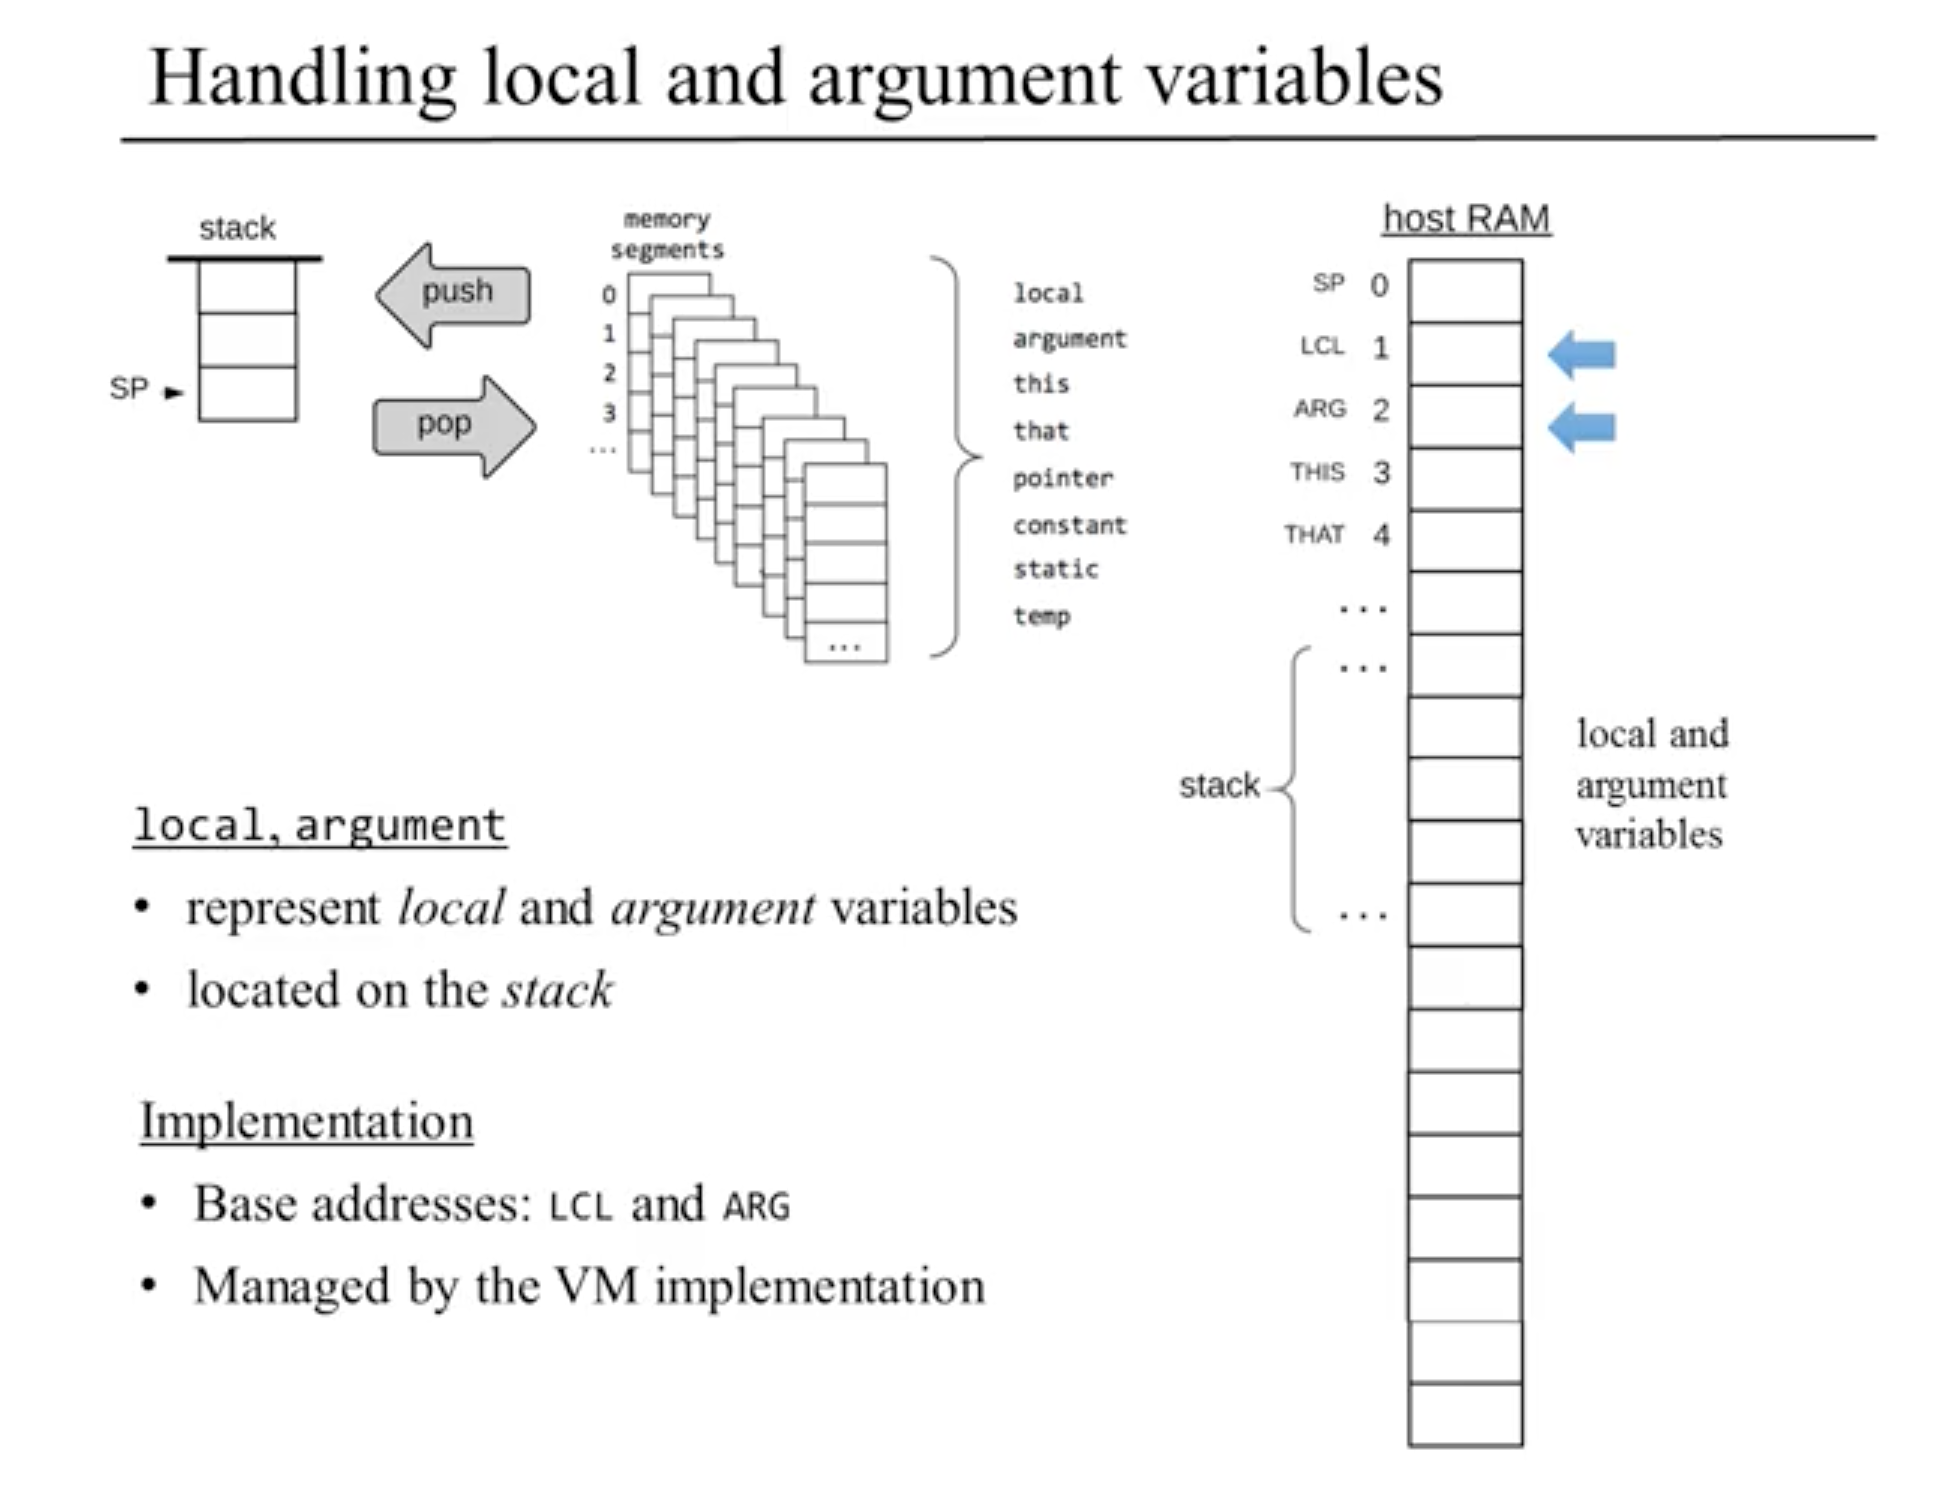 Handling local and argument variables
stack
SP
push
pop
memory
segments
0
1
2
3
...
...
local
argument
this
that
pointer
constant
static
temp
host RAM
SP 0
LCL 1
ARG 2
THIS 3
THAT 4
...
...
stack
...
local and
argument
variables
local, argument
• represent local and argument variables
• located on the stack
Implementation
• Base addresses: LCL and ARG
• Managed by the VM implementation